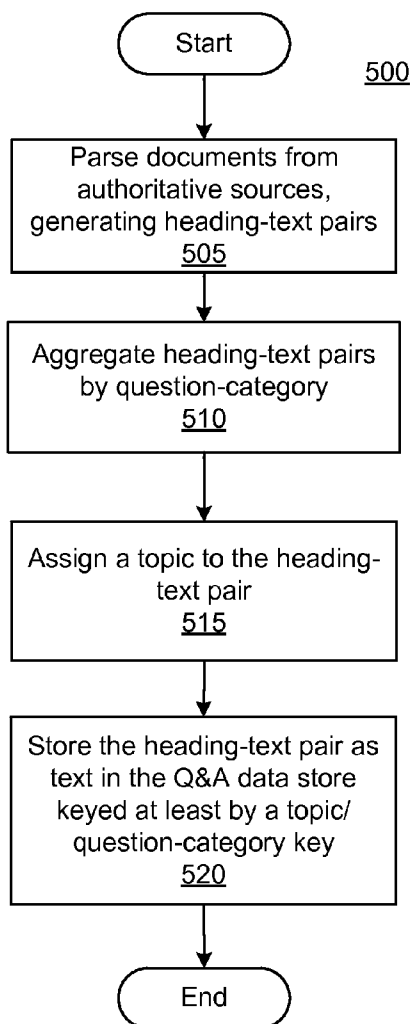 Start
500
Parse documents from
authoritative sources,
generating heading-text pairs
505
Aggregate heading-text pairs
by question-category
510
Assign a topic to the heading-
text pair
515
Store the heading-text pair as
text in the Q&A data store
keyed at least by a topic/
question-category key
520
End